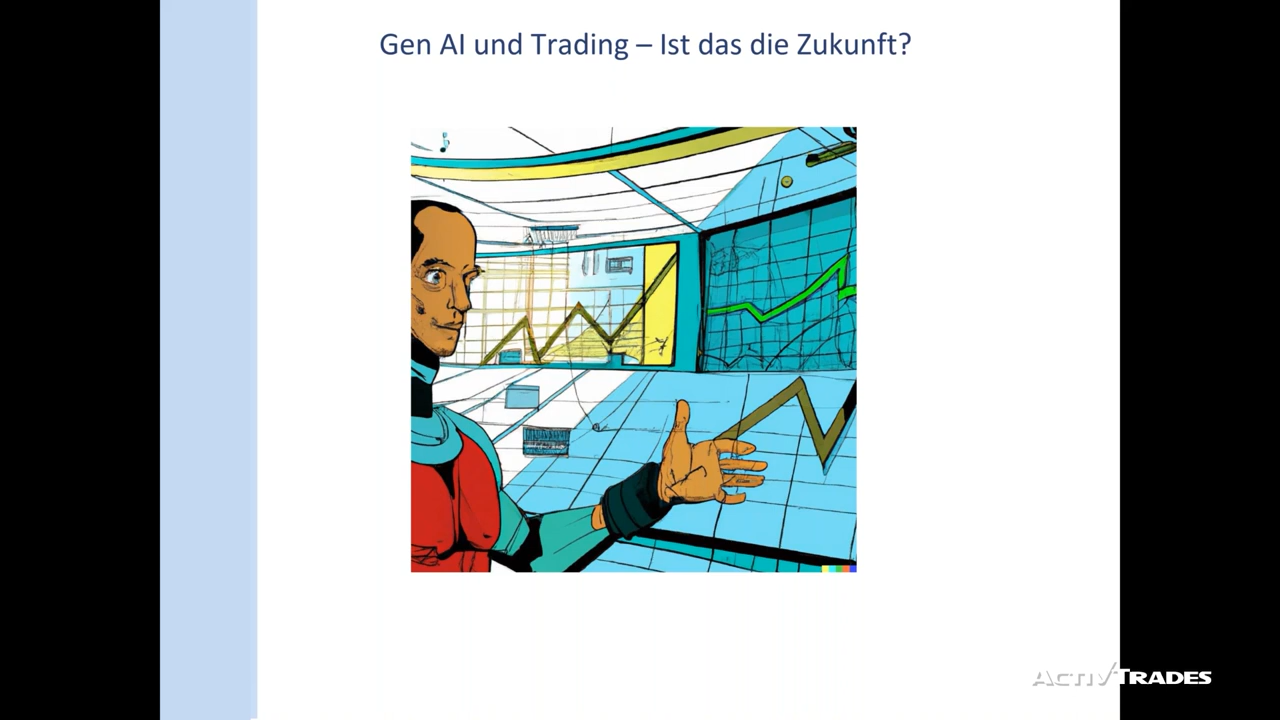 Gen AI und Trading – Ist das die Zukunft?
ACTIVTRADES